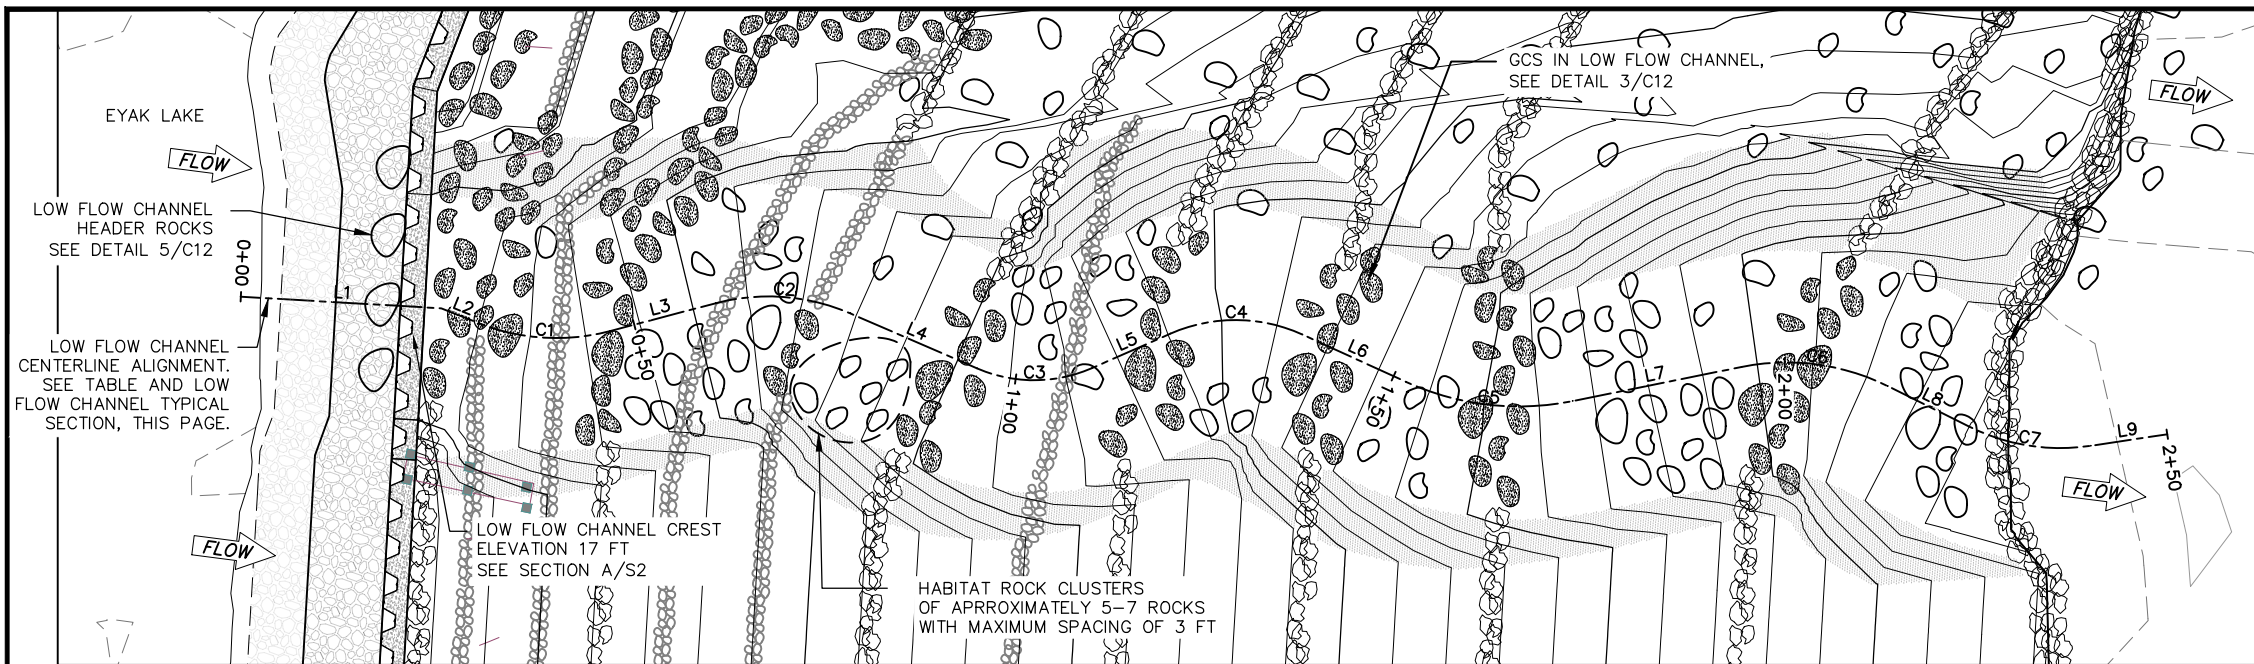 EYAK LAKE
FLOW
LOW FLOW CHANNEL
HEADER ROCKS
SEE DETAIL 5/C12
0+00
LOW FLOW CHANNEL
CENTERLINE ALIGNMENT.
SEE TABLE AND LOW
FLOW CHANNEL TYPICAL
SECTION, THIS PAGE.
FLOW
LOW FLOW CHANNEL CREST
ELEVATION 17 FT
SEE SECTION A/S2
HABITAT ROCK CLUSTERS
OF APRROXIMATELY 5-7 ROCKS
WITH MAXIMUM SPACING OF 3 FT
GCS IN LOW FLOW CHANNEL,
SEE DETAIL 3/C12
FLOW
L1
L2
C1
L3
0+50
C2
L4
C3
1+00
L5
C4
L6
1+50
C5
L7
2+00
C6
L8
C7
L9
2+50
FLOW